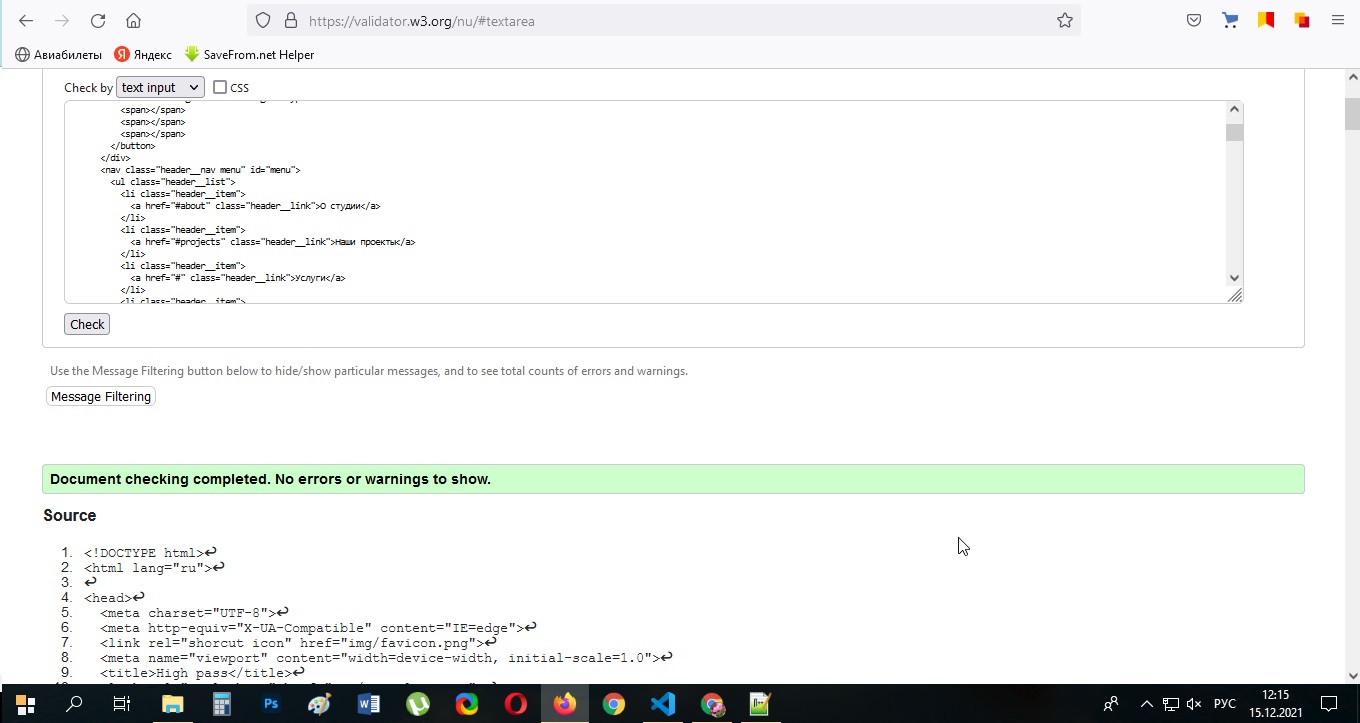 https://validator.w3.org/nu/#textarea
Авиабилеты Яндекс SaveFrom.net Helper
Check by text input CSS
<span></span>
<span></span>
<span></span>
</button>
</div>
<nav class="header__nav menu" id="menu">
<ul class="header__list">
<li class="header__item">
<a href="#about" class="header__link">О студии</a>
</li>
<li class="header__item">
<a href="#projects" class="header__link">Наши проекты</a>
</li>
<li class="header__item">
<a href="#" class="header__link">Услуги</a>
</li>
<li class="header__item">
Check
Use the Message Filtering button below to hide/show particular messages, and to see total counts of errors and warnings.
Message Filtering
Document checking completed. No errors or warnings to show.
Source
1. <!DOCTYPE html>↩
2. <html lang="ru">↩
3. ↩
4. <head>↩
5. <meta charset="UTF-8">↩
6. <meta http-equiv="X-UA-Compatible" content="IE=edge">↩
7. <link rel="shorcut icon" href="img/favicon.png">↩
8. <meta name="viewport" content="width=device-width, initial-scale=1.0">↩
9. <title>High pass</title>↩
Ps
W
РУС
12:15
15.12.2021